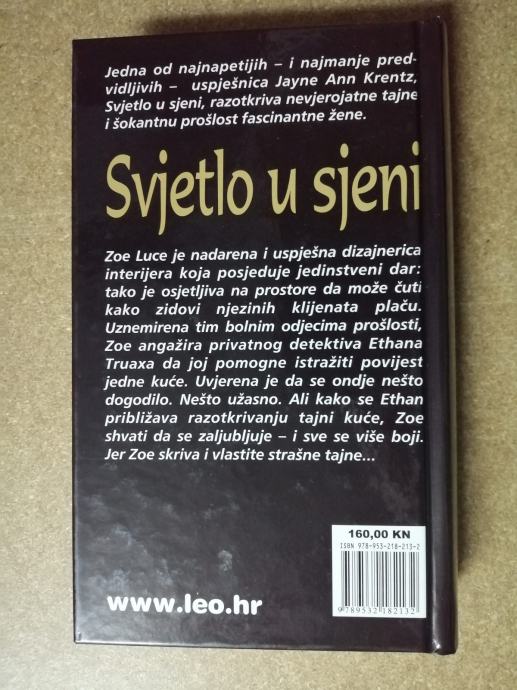 Jedna od najnapetijih – i najmanje pred-
vidljivih – uspješnica Jayne Ann Krentz,
Svjetlo u sjeni, razotkriva nevjerojatne tajne
i šokantnu prošlost fascinantne žene.
Svjetlo u sjeni
Zoe Luce je nadarena i uspješna dizajnerica
interijera koja posjeduje jedinstveni dar:
tako je osjetljiva na prostore da može čuti
kako zidovi njezinih klijenata plaču.
Uznemirena tim bolnim odjecima prošlosti,
Zoe angažira privatnog detektiva Ethana
Truaxa da joj pomogne istražiti povijest
jedne kuće. Uvjerena je da se ondje nešto
dogodilo. Nešto užasno. Ali kako se Ethan
približava razotkrivanju tajni kuće, Zoe
shvati da se zaljubljuje – i sve se više boji.
Jer Zoe skriva i vlastite strašne tajne...
160,00 KN
ISBN 978-953-218-213-2
9 789532 182132
www.leo.hr